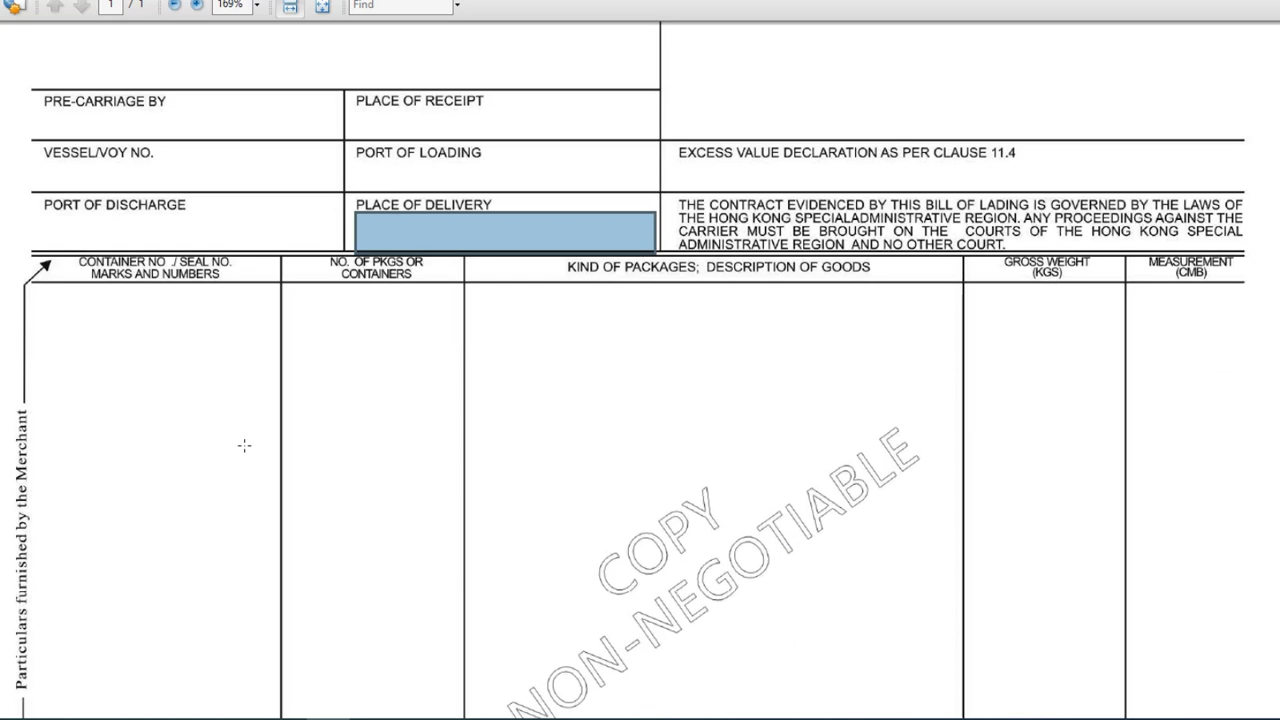 1 / 1 169% Find
PRE-CARRIAGE BY
PLACE OF RECEIPT
VESSEL/VOY NO.
PORT OF LOADING
EXCESS VALUE DECLARATION AS PER CLAUSE 11.4
PORT OF DISCHARGE
PLACE OF DELIVERY
THE CONTRACT EVIDENCED BY THIS BILL OF LADING IS GOVERNED BY THE LAWS OF
THE HONG KONG SPECIALADMINISTRATIVE REGION. ANY PROCEEDINGS AGAINST THE
CARRIER MUST BE BROUGHT ON THE COURTS OF THE HONG KONG SPECIAL
ADMINISTRATIVE REGION AND NO OTHER COURT.
CONTAINER NO ./ SEAL NO.
MARKS AND NUMBERS
NO. OF PKGS OR
CONTAINERS
KIND OF PACKAGES; DESCRIPTION OF GOODS
GROSS WEIGHT
(KGS)
MEASUREMENT
(CMB)
Particulars furnished by the Merchant
COPY
NON-NEGOTIABLE